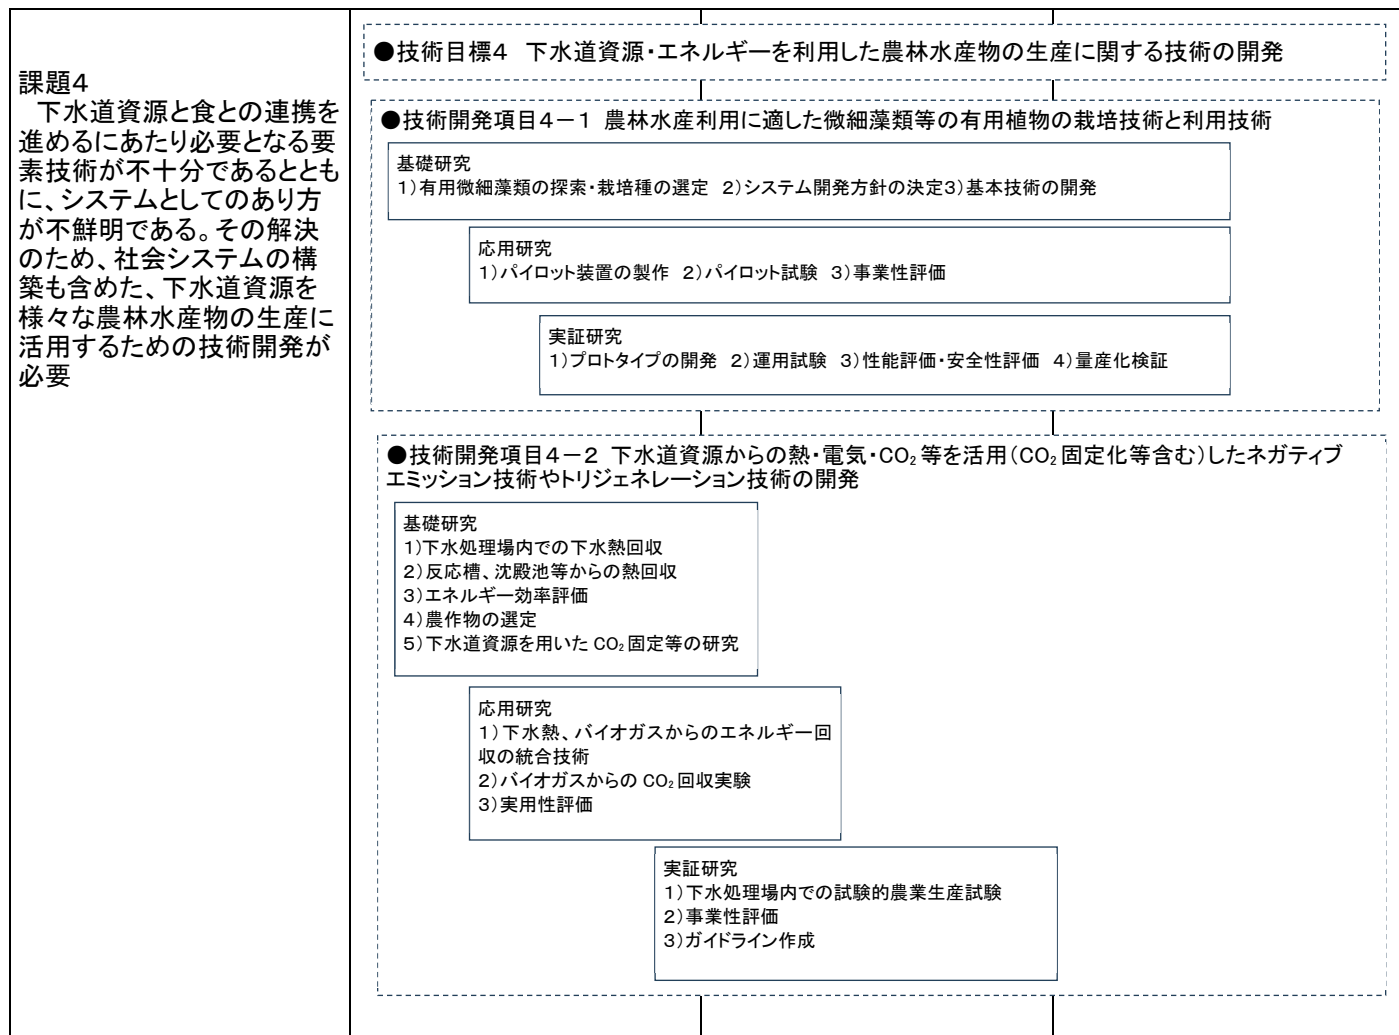 課題4
下水道資源と食との連携を
進めるにあたり必要となる要
素技術が不十分であるととも
に、システムとしてのあり方
が不鮮明である。その解決
のため、社会システムの構
築も含めた、下水道資源を
様々な農林水産物の生産に
活用するための技術開発が
必要
●技術目標4 下水道資源・エネルギーを利用した農林水産物の生産に関する技術の開発
●技術開発項目4-1 農林水産利用に適した微細藻類等の有用植物の栽培技術と利用技術
基礎研究
1)有用微細藻類の探索・栽培種の選定 2)システム開発方針の決定3)基本技術の開発
応用研究
1)パイロット装置の製作 2)パイロット試験 3)事業性評価
実証研究
1)プロトタイプの開発 2)運用試験 3)性能評価・安全性評価 4)量産化検証
●技術開発項目4-2 下水道資源からの熱・電気・CO₂等を活用(CO₂固定化等含む)したネガティブ
エミッション技術やトリジェネレーション技術の開発
基礎研究
1)下水処理場内での下水熱回収
2)反応槽、沈殿池等からの熱回収
3)エネルギー効率評価
4)農作物の選定
5)下水道資源を用いた CO₂固定等の研究
応用研究
1)下水熱、バイオガスからのエネルギー回
収の統合技術
2)バイオガスからの CO₂回収実験
3)実用性評価
実証研究
1)下水処理場内での試験的農業生産試験
2)事業性評価
3)ガイドライン作成